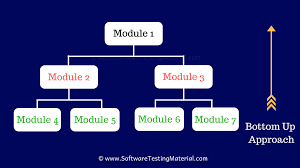 Module 1
Module 2
Module 3
Module 4
Module 5
Module 6
Module 7
Bottom Up
Approach
© www.SoftwareTestingMaterial.com